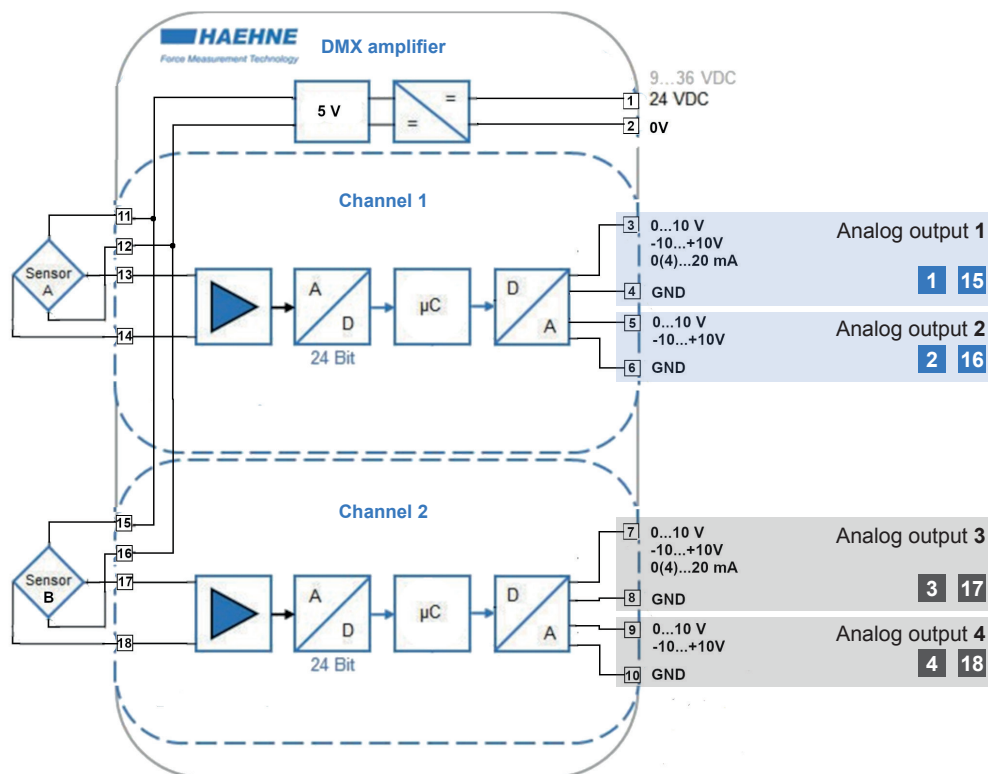 HAEHNE
Force Measurement Technology
DMX amplifier
9...36 VDC
1 24 VDC
2 0V
5 V
=
=
Channel 1
11
12
13
14
Sensor
A
A
D
24 Bit
µC
D
A
3 0...10 V
-10...+10V
0(4)...20 mA
4 GND
Analog output 1
1 15
5 0...10 V
-10...+10V
6 GND
Analog output 2
2 16
Channel 2
15
16
17
18
Sensor
B
A
D
24 Bit
µC
D
A
7 0...10 V
-10...+10V
0(4)...20 mA
8 GND
Analog output 3
3 17
9 0...10 V
-10...+10V
10 GND
Analog output 4
4 18